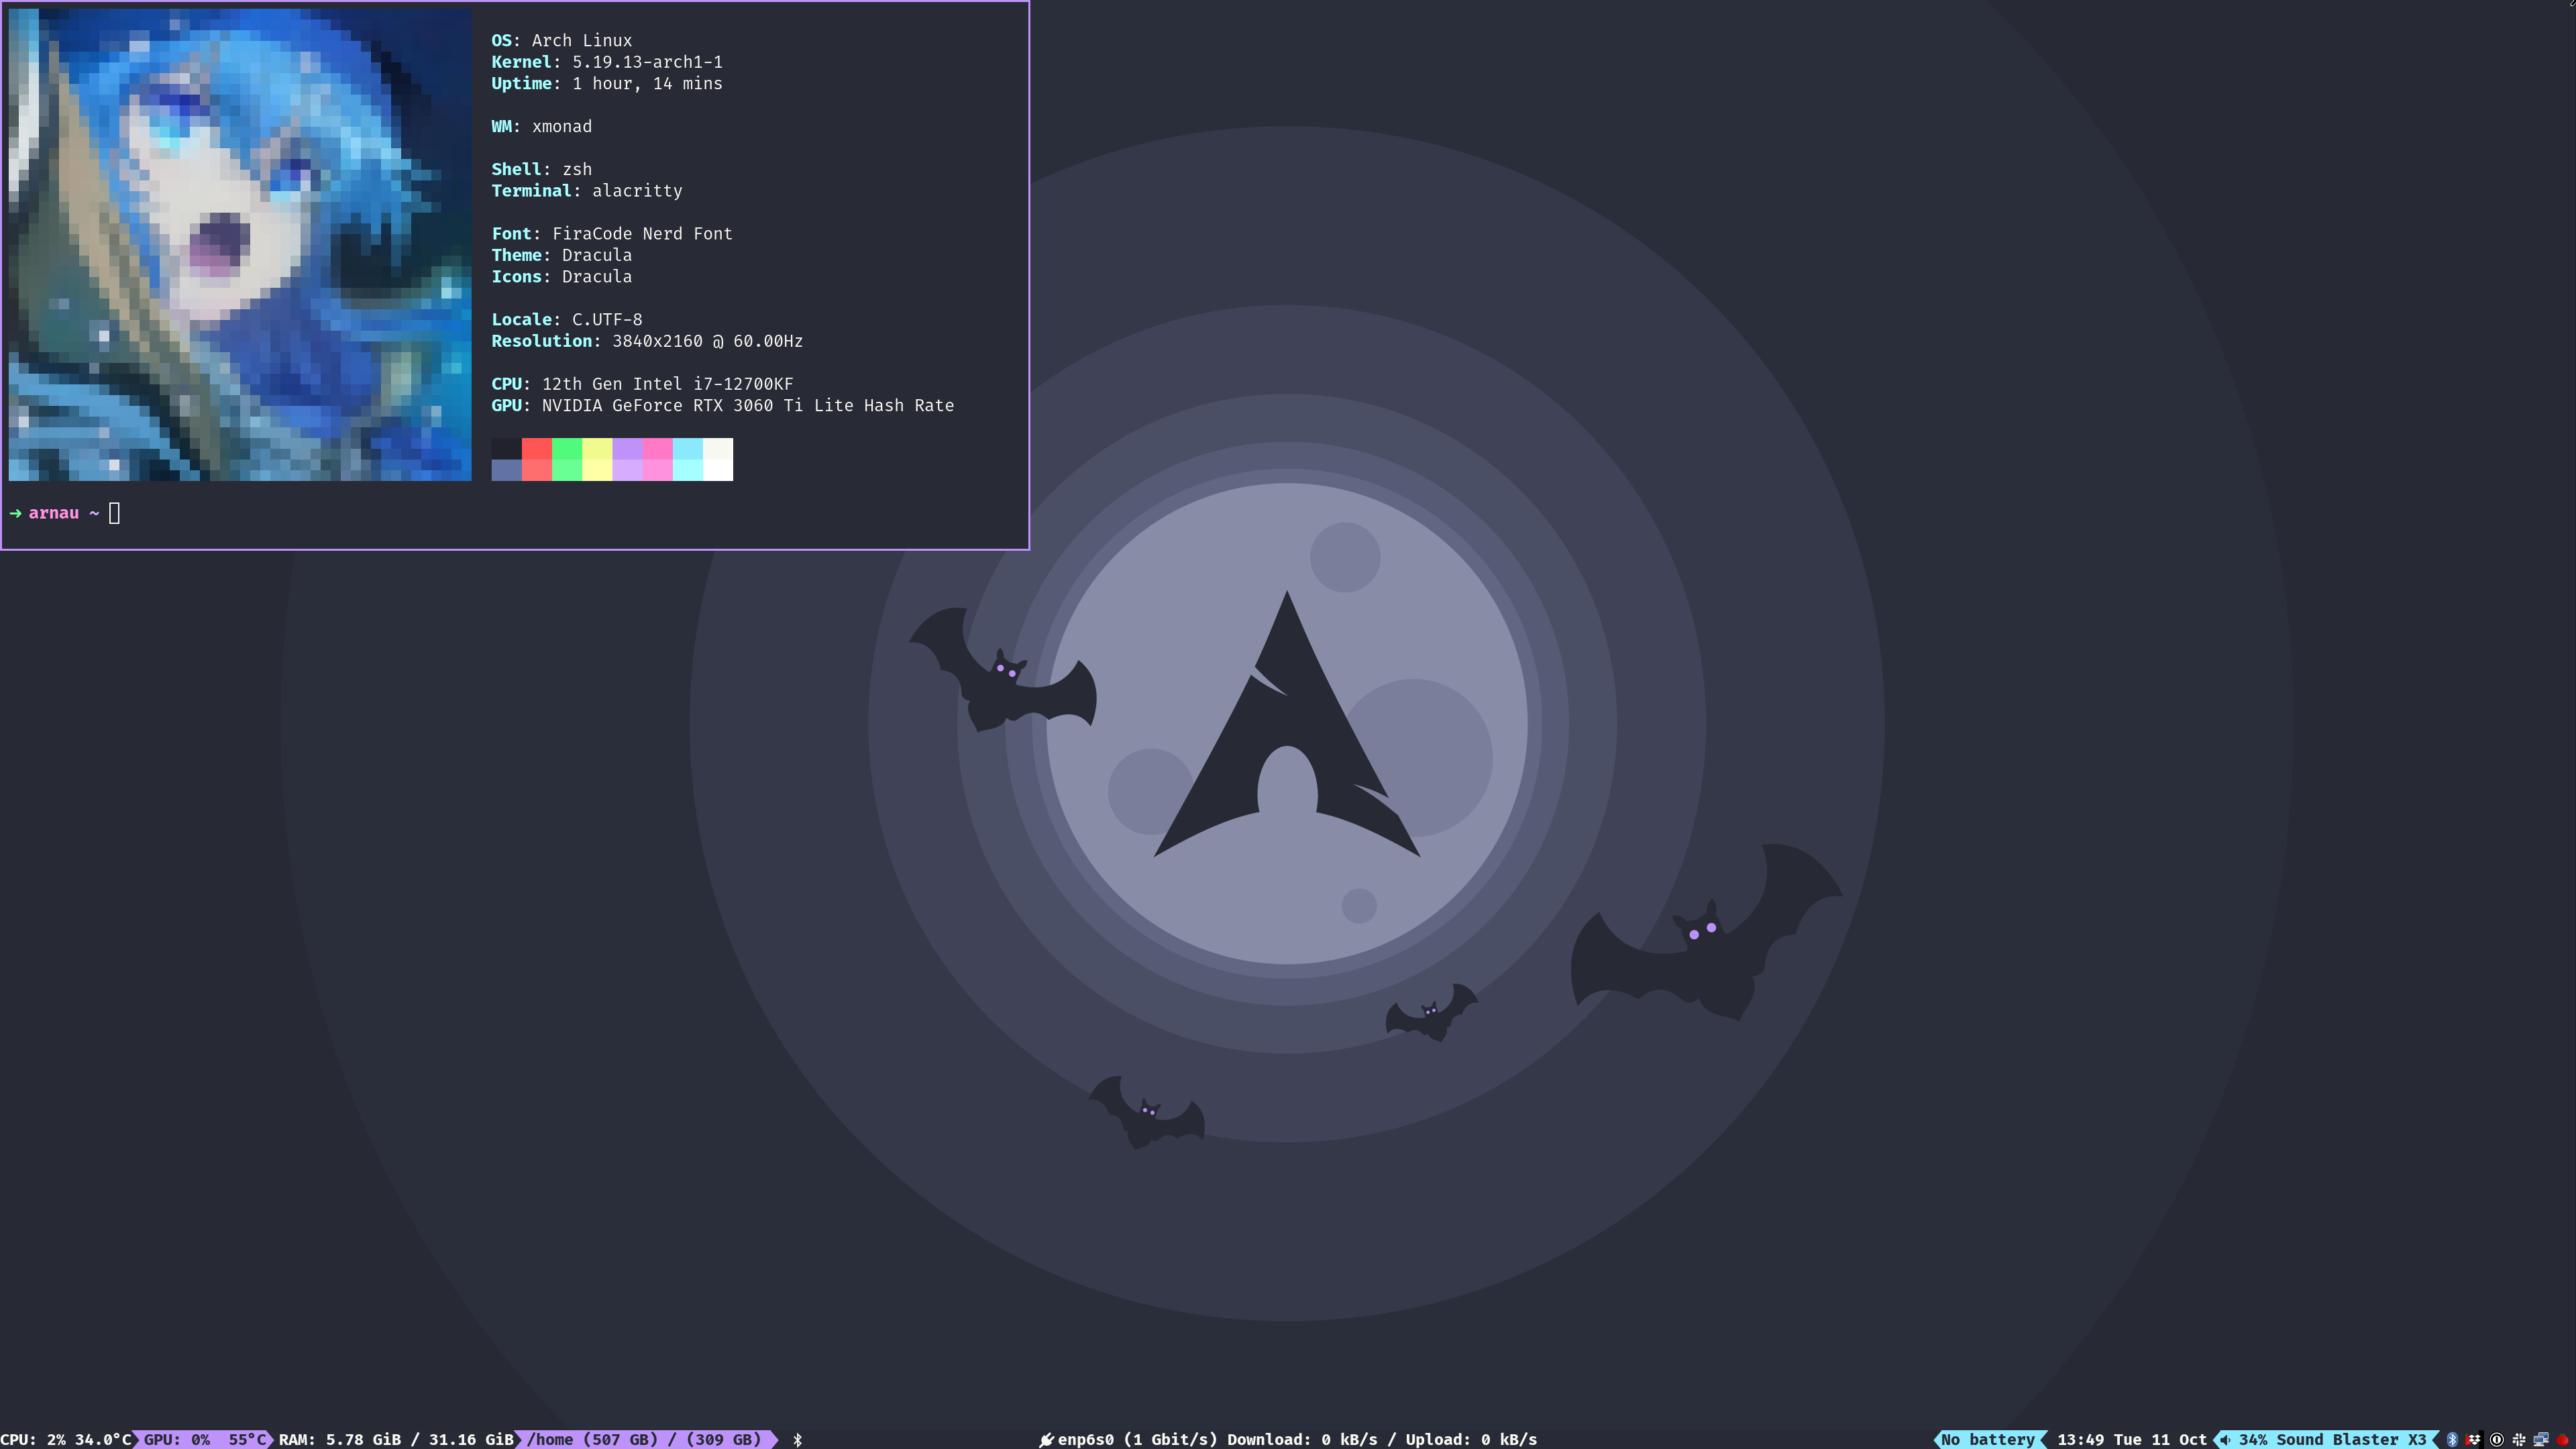 OS: Arch Linux
Kernel: 5.19.13-arch1-1
Uptime: 1 hour, 14 mins
WM: xmonad
Shell: zsh
Terminal: alacritty
Font: FiraCode Nerd Font
Theme: Dracula
Icons: Dracula
Locale: C.UTF-8
Resolution: 3840x2160 @ 60.00Hz
CPU: 12th Gen Intel i7-12700KF
GPU: NVIDIA GeForce RTX 3060 Ti Lite Hash Rate
➜ arnau ~
CPU: 2% 34.0°C GPU: 0% 55°C RAM: 5.78 GiB / 31.16 GiB /home (507 GB) / (309 GB) enp6s0 (1 Gbit/s) Download: 0 kB/s / Upload: 0 kB/s No battery 13:49 Tue 11 Oct 34% Sound Blaster X3